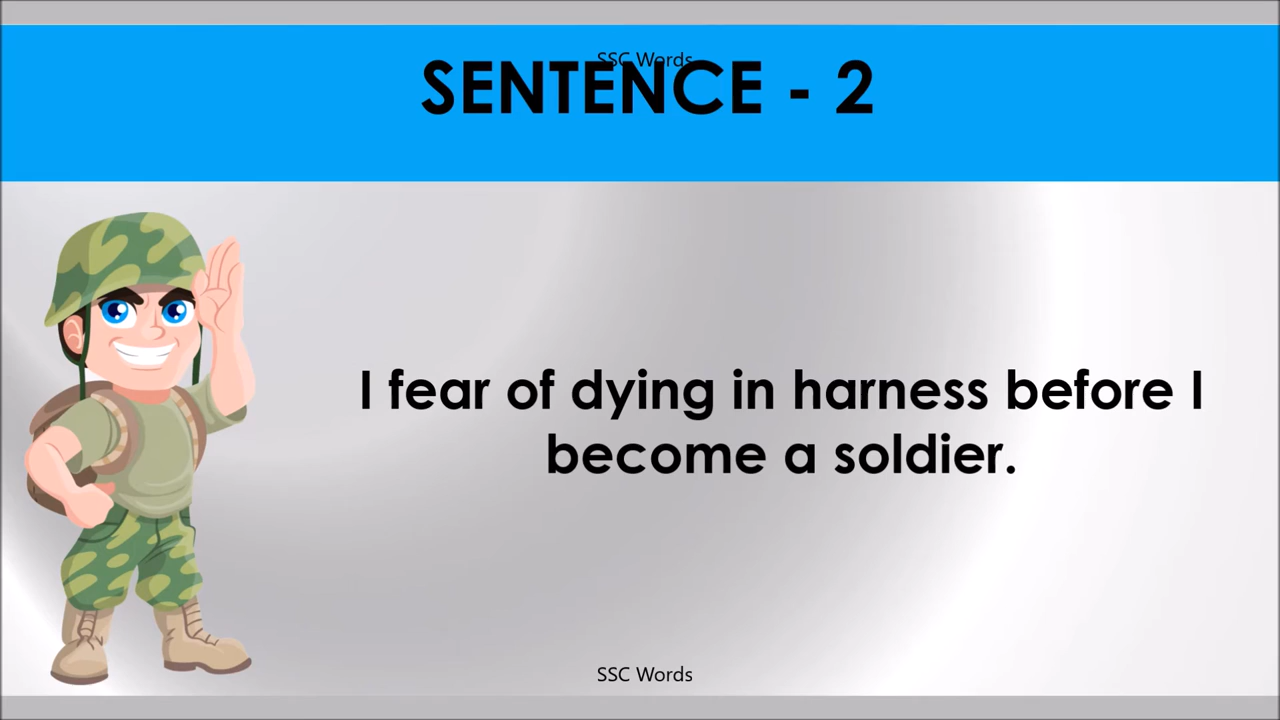 SSC Words
SENTENCE - 2
I fear of dying in harness before I
become a soldier.
SSC Words